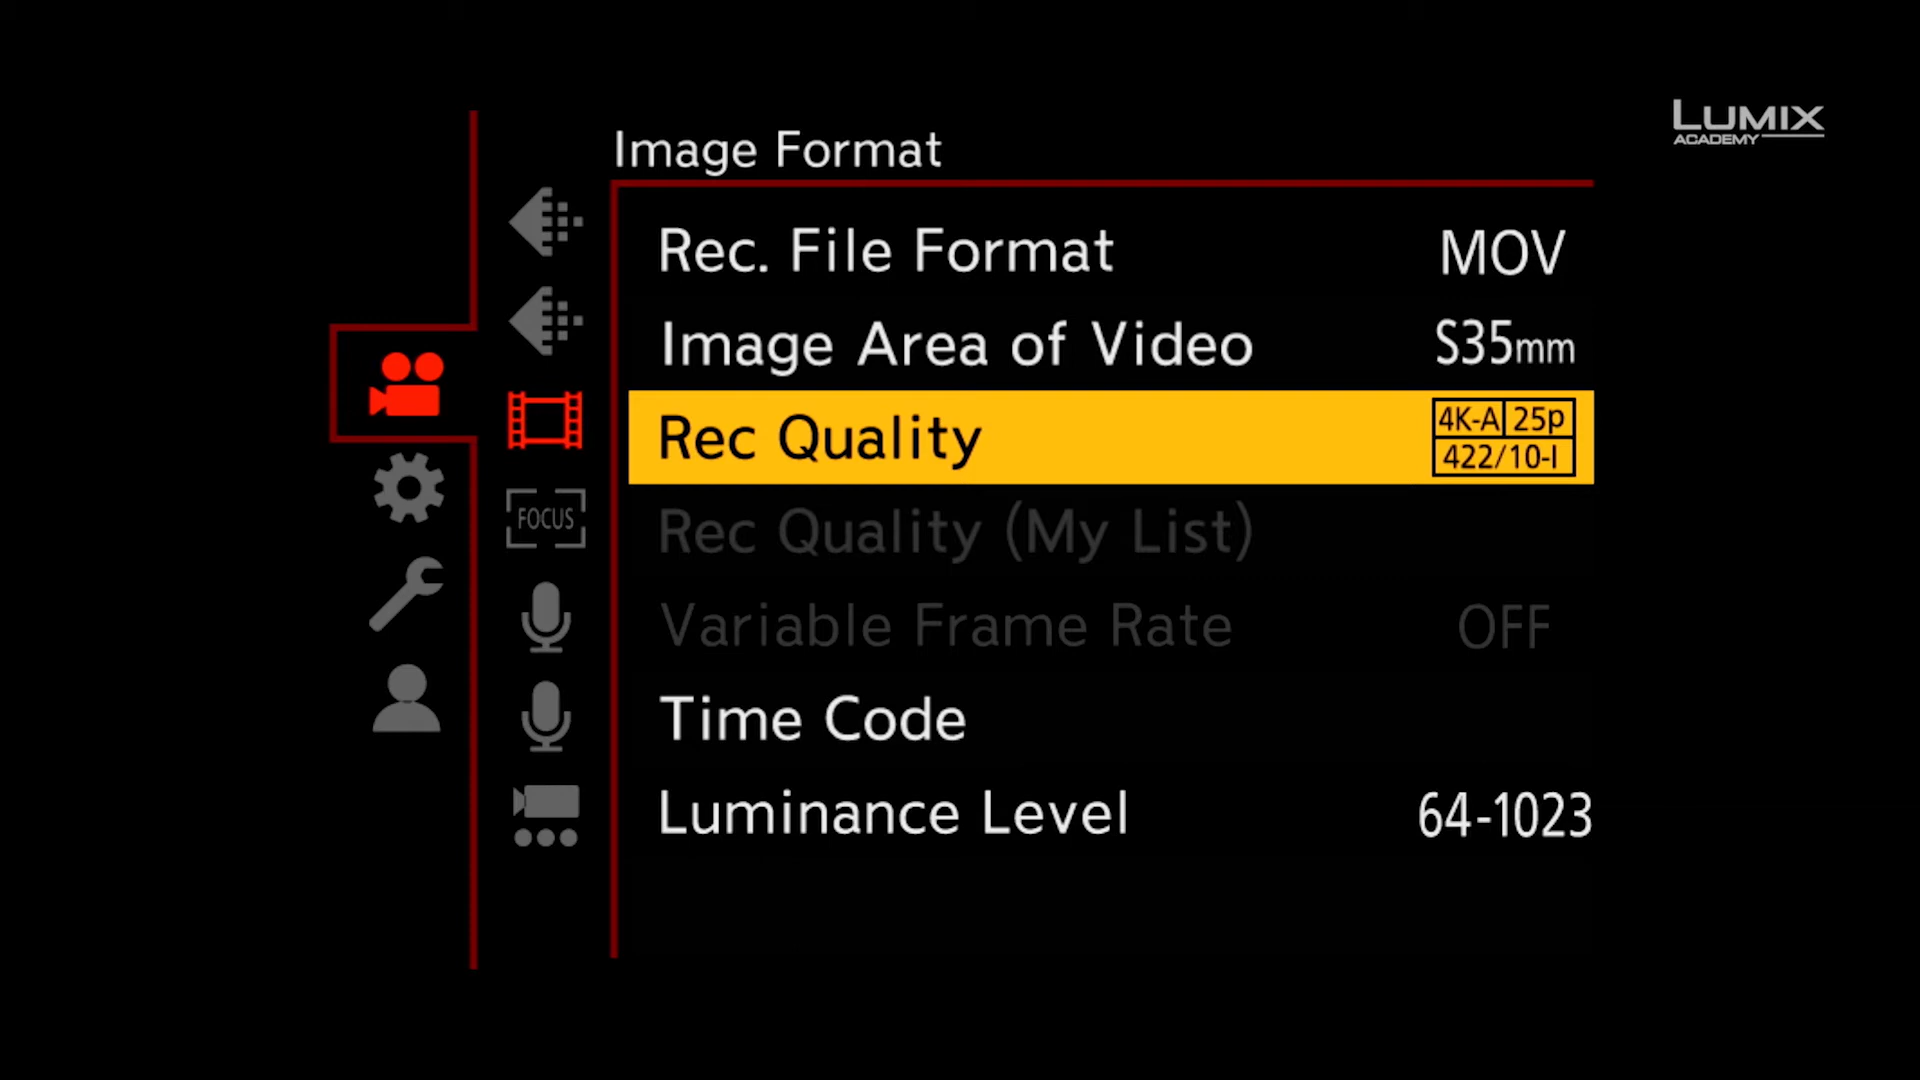 LUMIX
ACADEMY
Image Format
Rec. File Format MOV
Image Area of Video S35mm
Rec Quality 4K-A 25p
422/10-I
FOCUS
Rec Quality (My List)
Variable Frame Rate OFF
Time Code
Luminance Level 64-1023